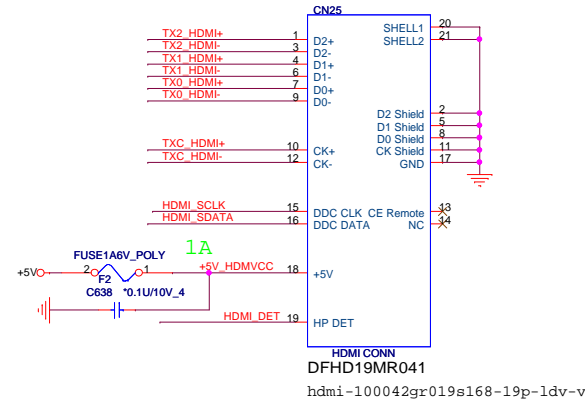 CN25
TX2_HDMI+ 1 D2+ SHELL1 20
TX2_HDMI- 3 D2- SHELL2 21
TX1_HDMI+ 4 D1+
TX1_HDMI- 6 D1-
TX0_HDMI+ 7 D0+
TX0_HDMI- 9 D0-
D2 Shield 2
D1 Shield 5
D0 Shield 8
TXC_HDMI+ 10 CK+ CK Shield 11
TXC_HDMI- 12 CK- GND 17
HDMI_SCLK 15 DDC CLK CE Remote 13
HDMI_SDATA 16 DDC DATA NC 14
1A
FUSE1A6V_POLY
+5V 2 1 +5V_HDMVCC 18 +5V
F2
C638 *0.1U/10V_4
HDMI_DET 19 HP DET
HDMI CONN
DFHD19MR041
hdmi-100042gr019s168-19p-ldv-v